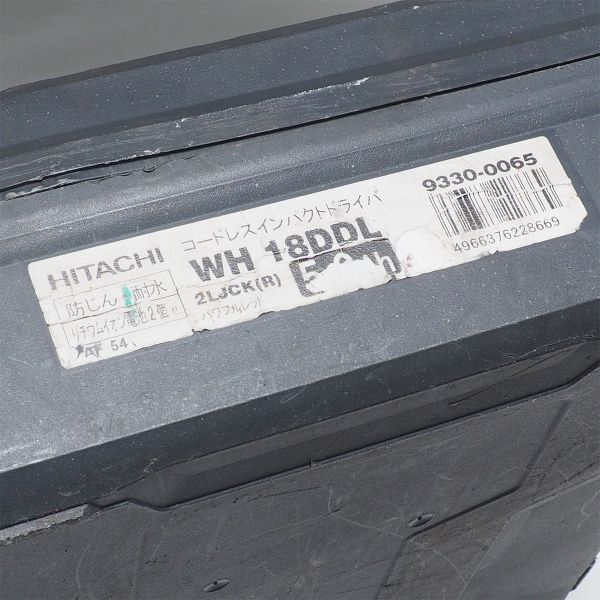 HITACHI
コードレスインパクトドライバ
WH 18DDL
2LJCK(R)
パワフルレッド
防じん 耐水
リチウムイオン電池2個
54
9330-0065
4966376228669